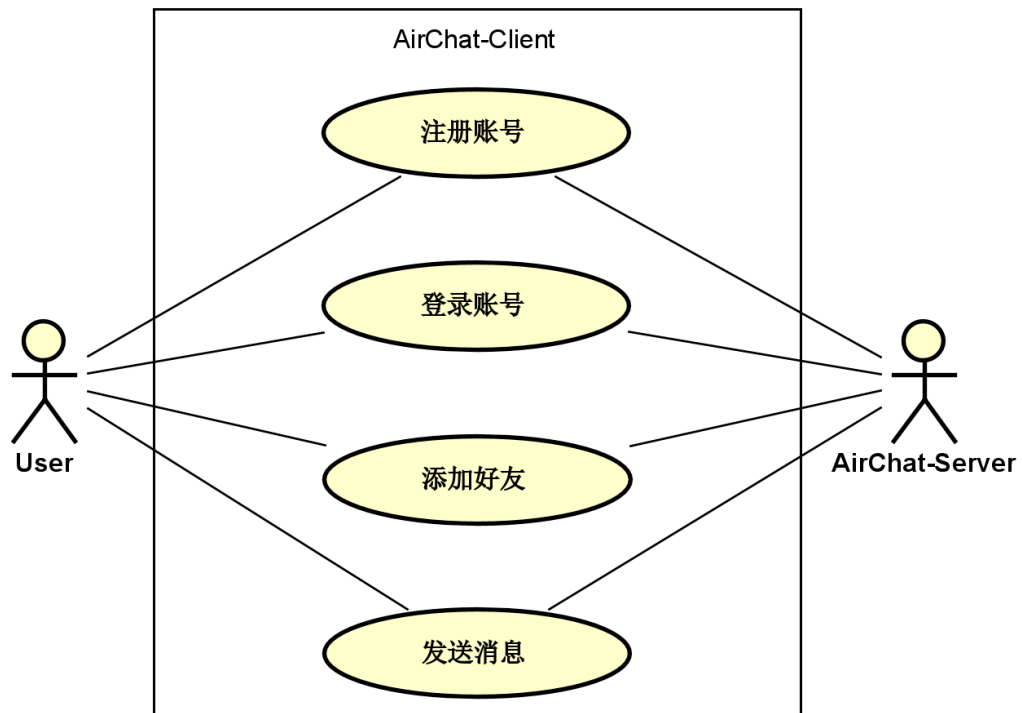 AirChat-Client
注册账号
登录账号
User
AirChat-Server
添加好友
发送消息